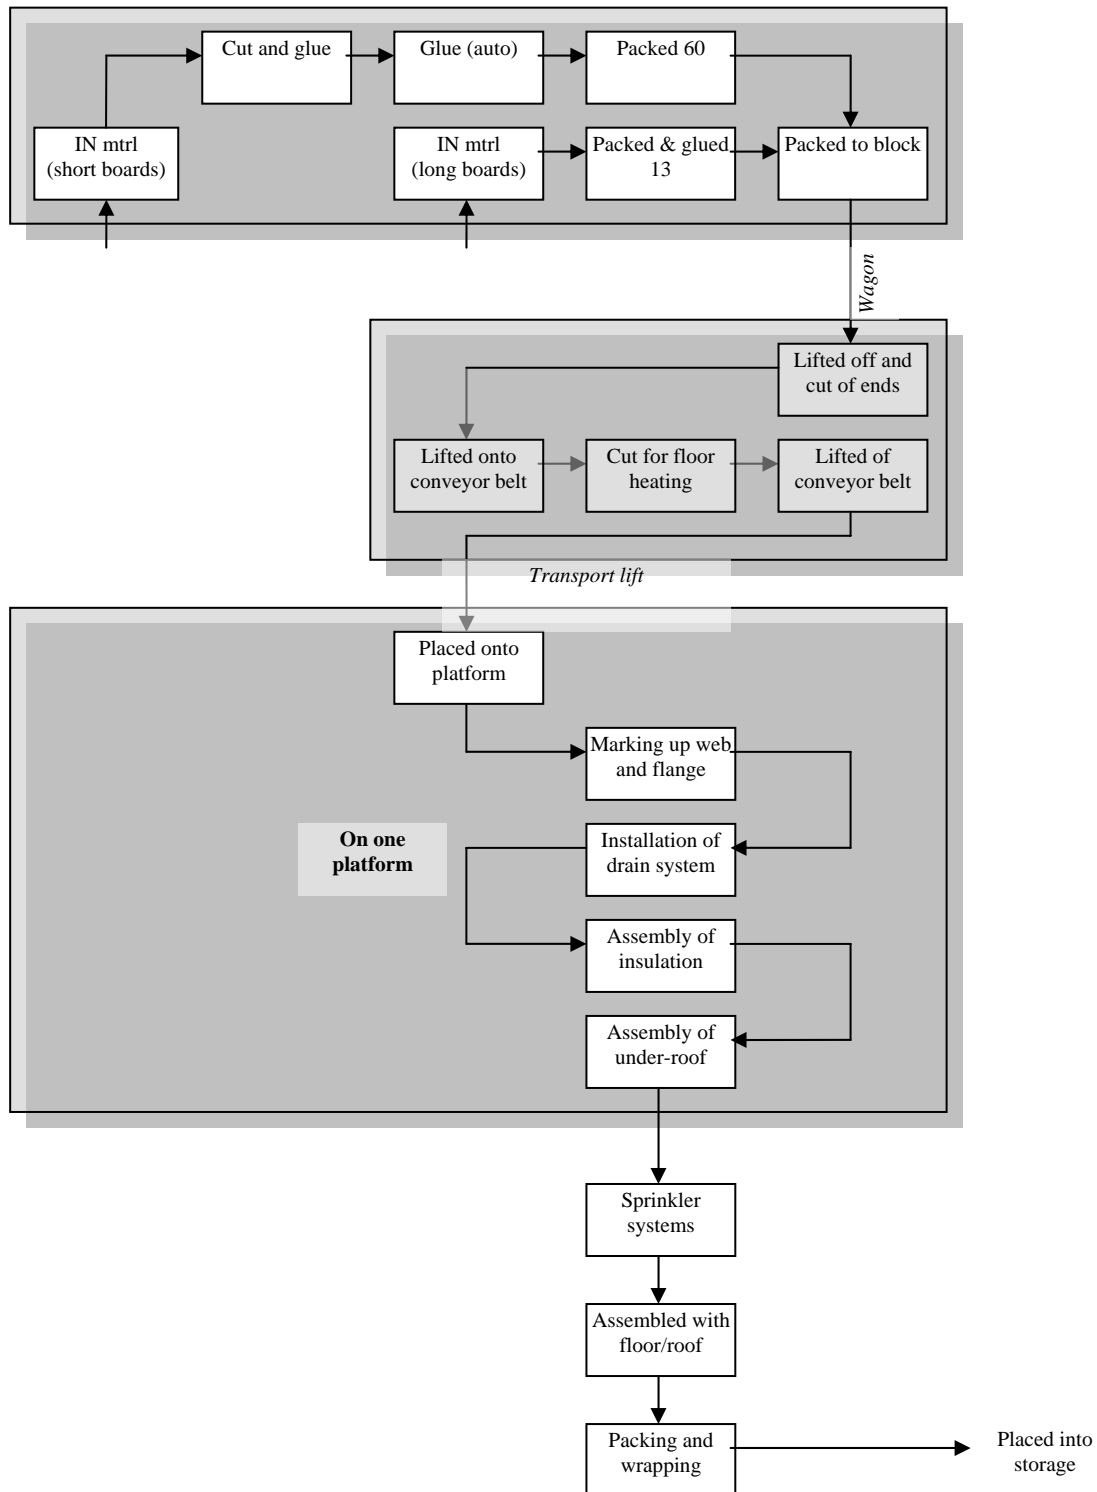 Cut and glue
Glue (auto)
Packed 60
IN mtrl
(short boards)
IN mtrl
(long boards)
Packed & glued
13
Packed to block
Wagon
Lifted off and
cut of ends
Lifted onto
conveyor belt
Cut for floor
heating
Lifted of
conveyor belt
Transport lift
Placed onto
platform
Marking up web
and flange
On one
platform
Installation of
drain system
Assembly of
insulation
Assembly of
under-roof
Sprinkler
systems
Assembled with
floor/roof
Packing and
wrapping
Placed into
storage